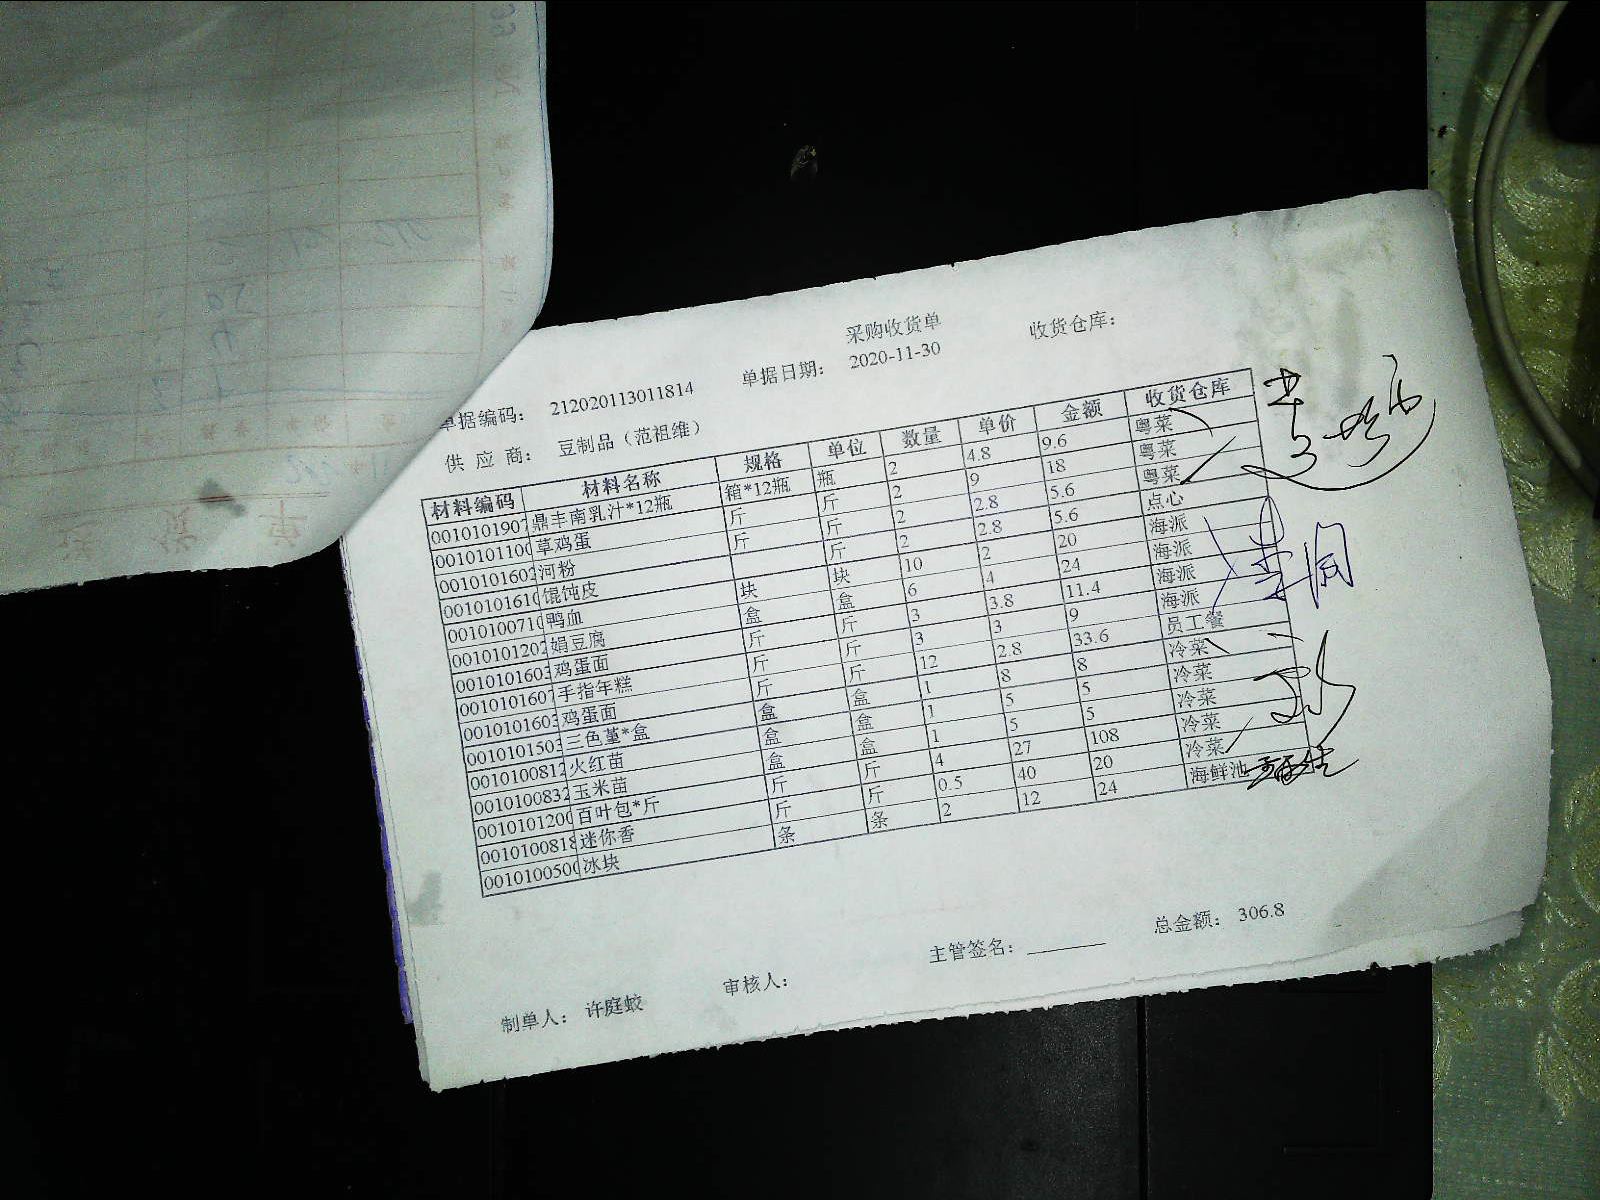 采购收货单
单据编码： 212020113011814 单据日期： 2020-11-30 收货仓库：
供 应 商： 豆制品（范祖维）
材料编码 材料名称 规格 单位 数量 单价 金额 收货仓库
0010101907 鼎丰南乳汁*12瓶 箱*12瓶 瓶 2 4.8 9.6 粤菜
0010101100 草鸡蛋 斤 斤 2 9 18 粤菜
0010101602 河粉 斤 斤 2 2.8 5.6 粤菜
0010101610 馄饨皮 斤 2 2.8 5.6 点心
0010100710 鸭血 块 块 10 2 20 海派
0010101202 娟豆腐 盒 盒 6 4 24 海派
0010101603 鸡蛋面 斤 斤 3 3.8 11.4 海派
0010101607 手指年糕 斤 斤 3 3 9 海派
0010101603 鸡蛋面 斤 斤 12 2.8 33.6 员工餐
0010101503 三色堇*盒 盒 盒 1 8 8 冷菜
0010100812 火红苗 盒 盒 1 5 5 冷菜
0010100832 玉米苗 盒 盒 1 5 5 冷菜
0010101200 百叶包*斤 斤 斤 4 27 108 冷菜
0010100818 迷你香 斤 斤 0.5 40 20 冷菜
0010100500 冰块 条 条 2 12 24 海鲜池
总金额： 306.8
制单人： 许庭蛟 审核人： 主管签名：